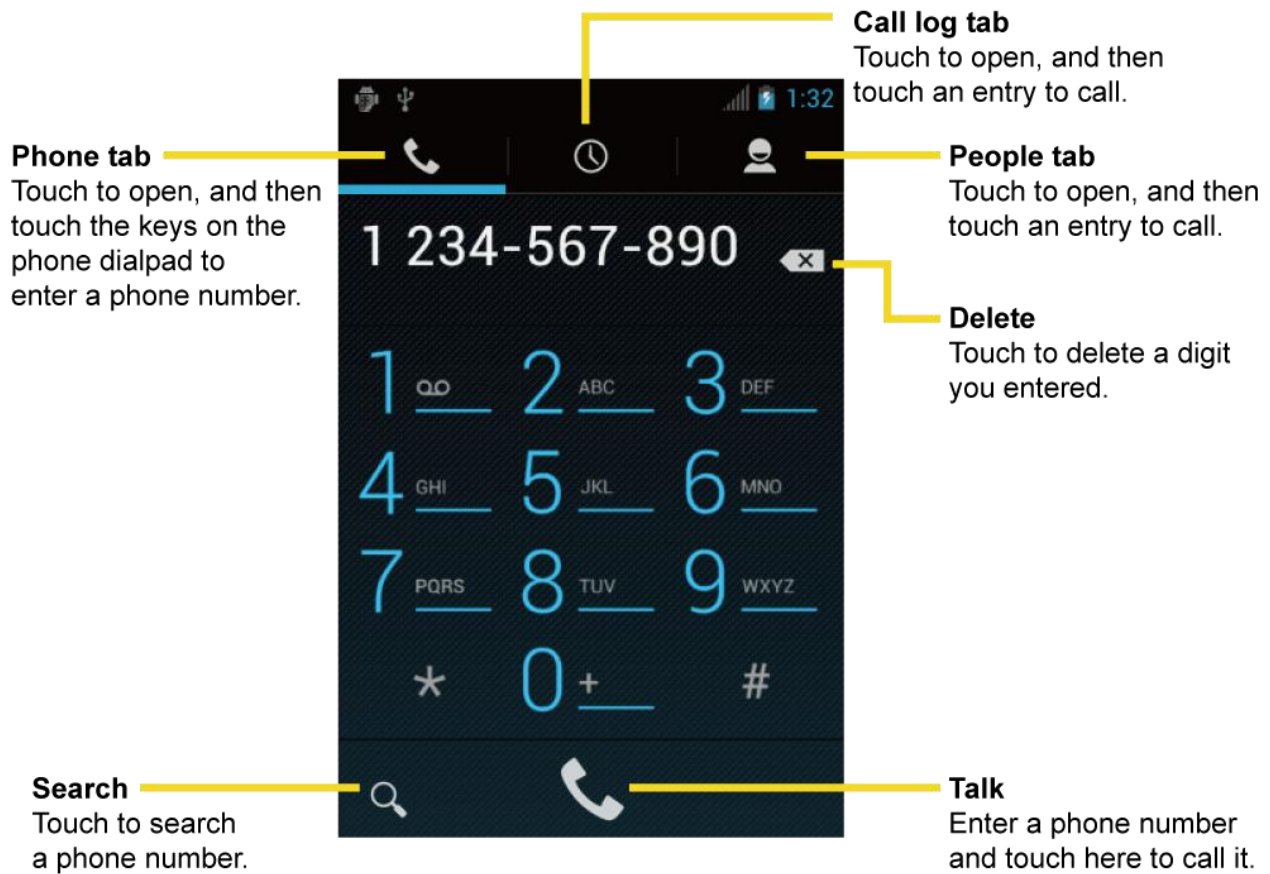 Call log tab
Touch to open, and then
touch an entry to call.
1:32
Phone tab
Touch to open, and then
touch the keys on the
phone dialpad to
enter a phone number.
People tab
Touch to open, and then
touch an entry to call.
1 234-567-890
Delete
Touch to delete a digit
you entered.
1 2 ABC 3 DEF
4 GHI 5 JKL 6 MNO
7 PQRS 8 TUV 9 WXYZ
* 0 + #
Search
Touch to search
a phone number.
Talk
Enter a phone number
and touch here to call it.